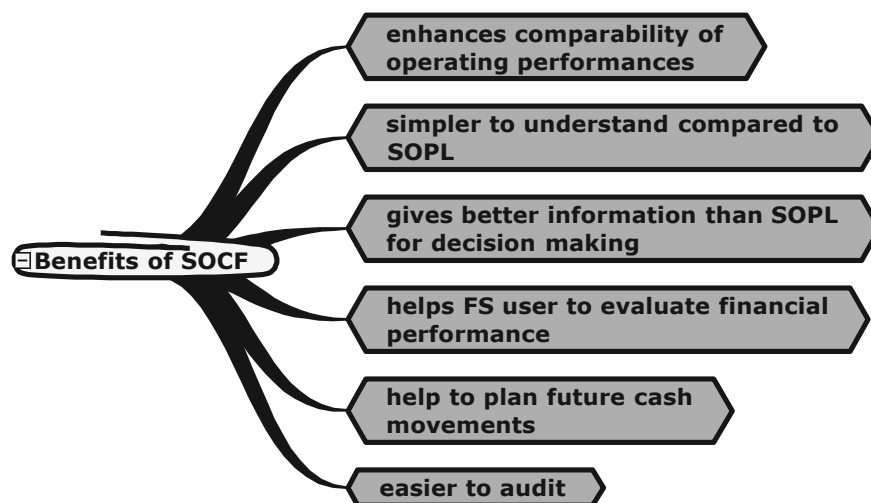 enhances comparability of
operating performances
simpler to understand compared to
SOPL
gives better information than SOPL
for decision making
Benefits of SOCF
helps FS user to evaluate financial
performance
help to plan future cash
movements
easier to audit